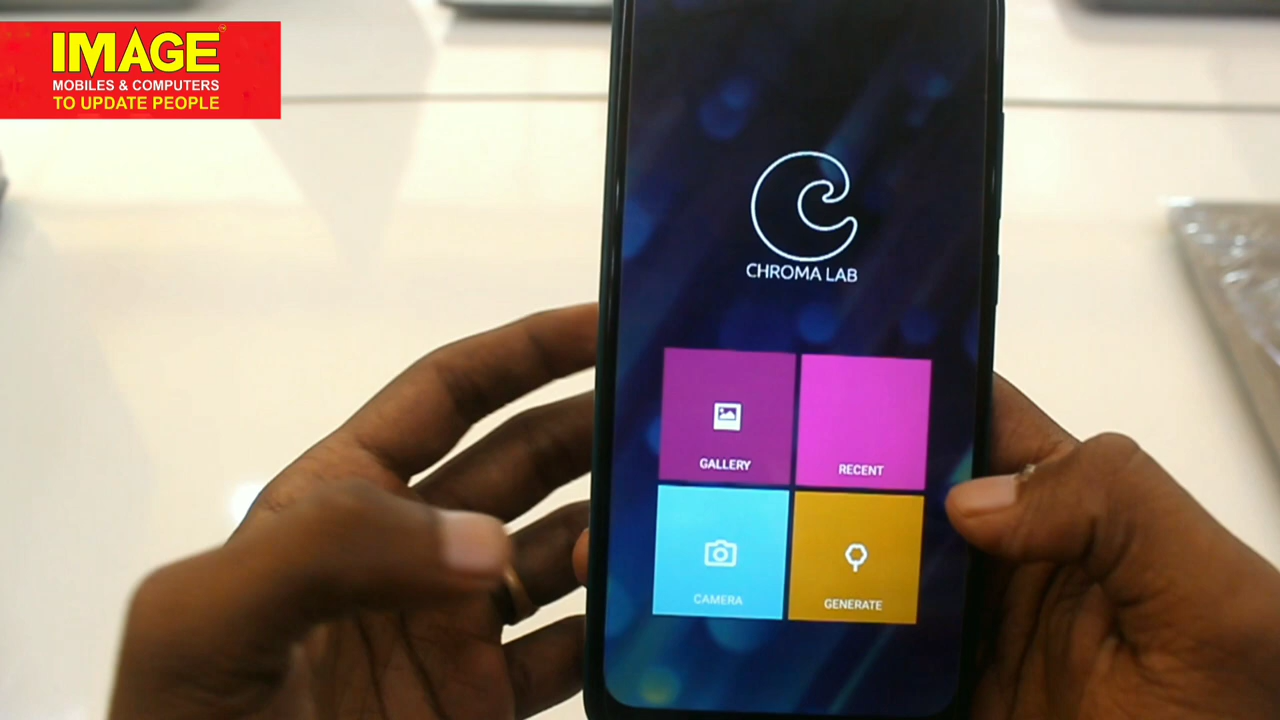 IMAGE
MOBILES & COMPUTERS
TO UPDATE PEOPLE
CHROMA LAB
GALLERY
RECENT
CAMERA
GENERATE